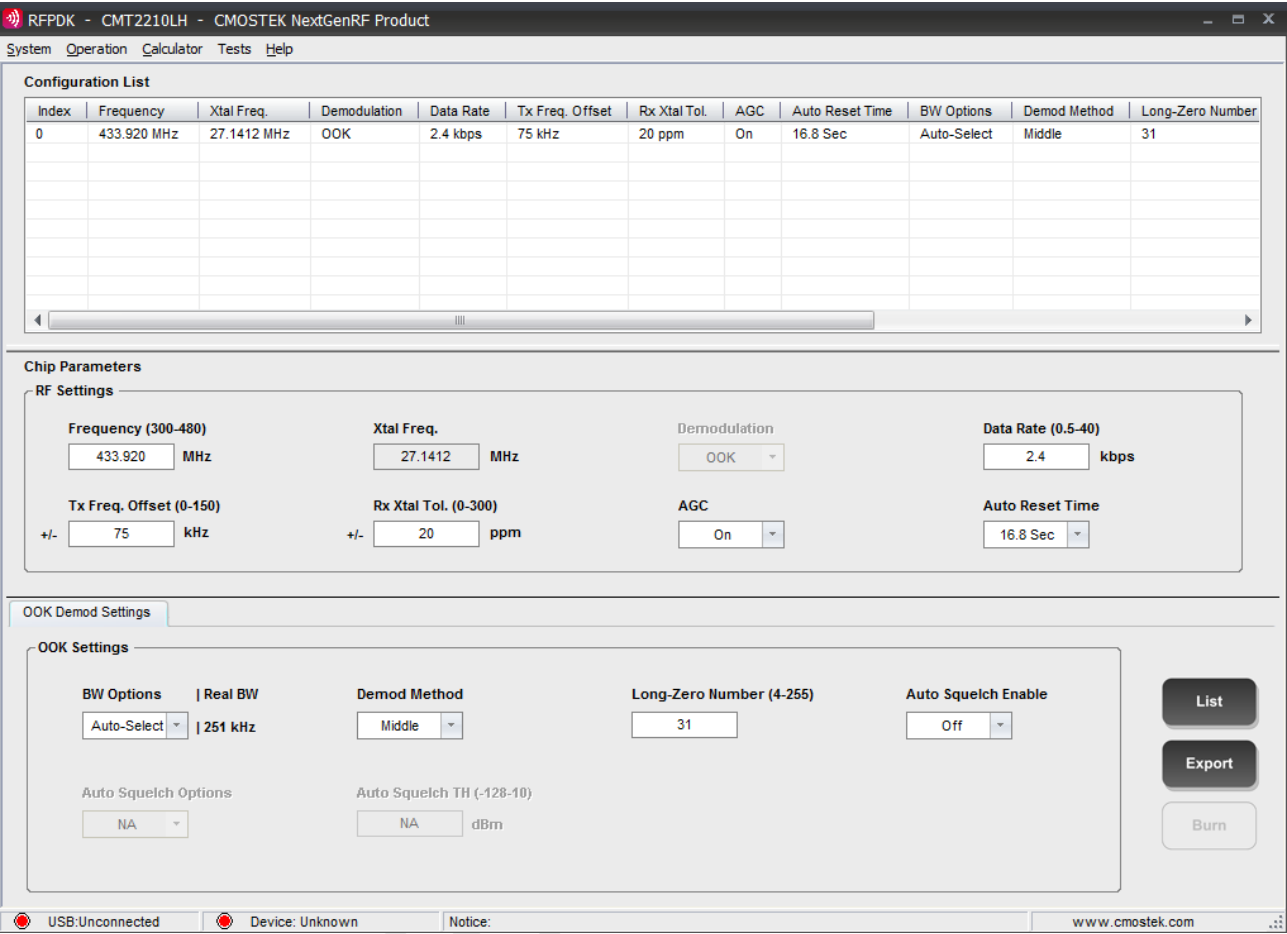 RFPDK - CMT2210LH - CMOSTEK NextGenRF Product
System Operation Calculator Tests Help
Configuration List
Index Frequency Xtal Freq. Demodulation Data Rate Tx Freq. Offset Rx Xtal Tol. AGC Auto Reset Time BW Options Demod Method Long-Zero Number
0 433.920 MHz 27.1412 MHz OOK 2.4 kbps 75 kHz 20 ppm On 16.8 Sec Auto-Select Middle 31
Chip Parameters
RF Settings
Frequency (300-480) Xtal Freq. Demodulation Data Rate (0.5-40)
433.920 MHz 27.1412 MHz OOK 2.4 kbps
Tx Freq. Offset (0-150) Rx Xtal Tol. (0-300) AGC Auto Reset Time
+/- 75 kHz +/- 20 ppm On 16.8 Sec
OOK Demod Settings
OOK Settings
BW Options | Real BW Demod Method Long-Zero Number (4-255) Auto Squelch Enable
Auto-Select | 251 kHz Middle 31 Off
List
Export
Auto Squelch Options Auto Squelch TH (-128-10)
NA NA dBm
Burn
USB:Unconnected Device: Unknown Notice: www.cmostek.com